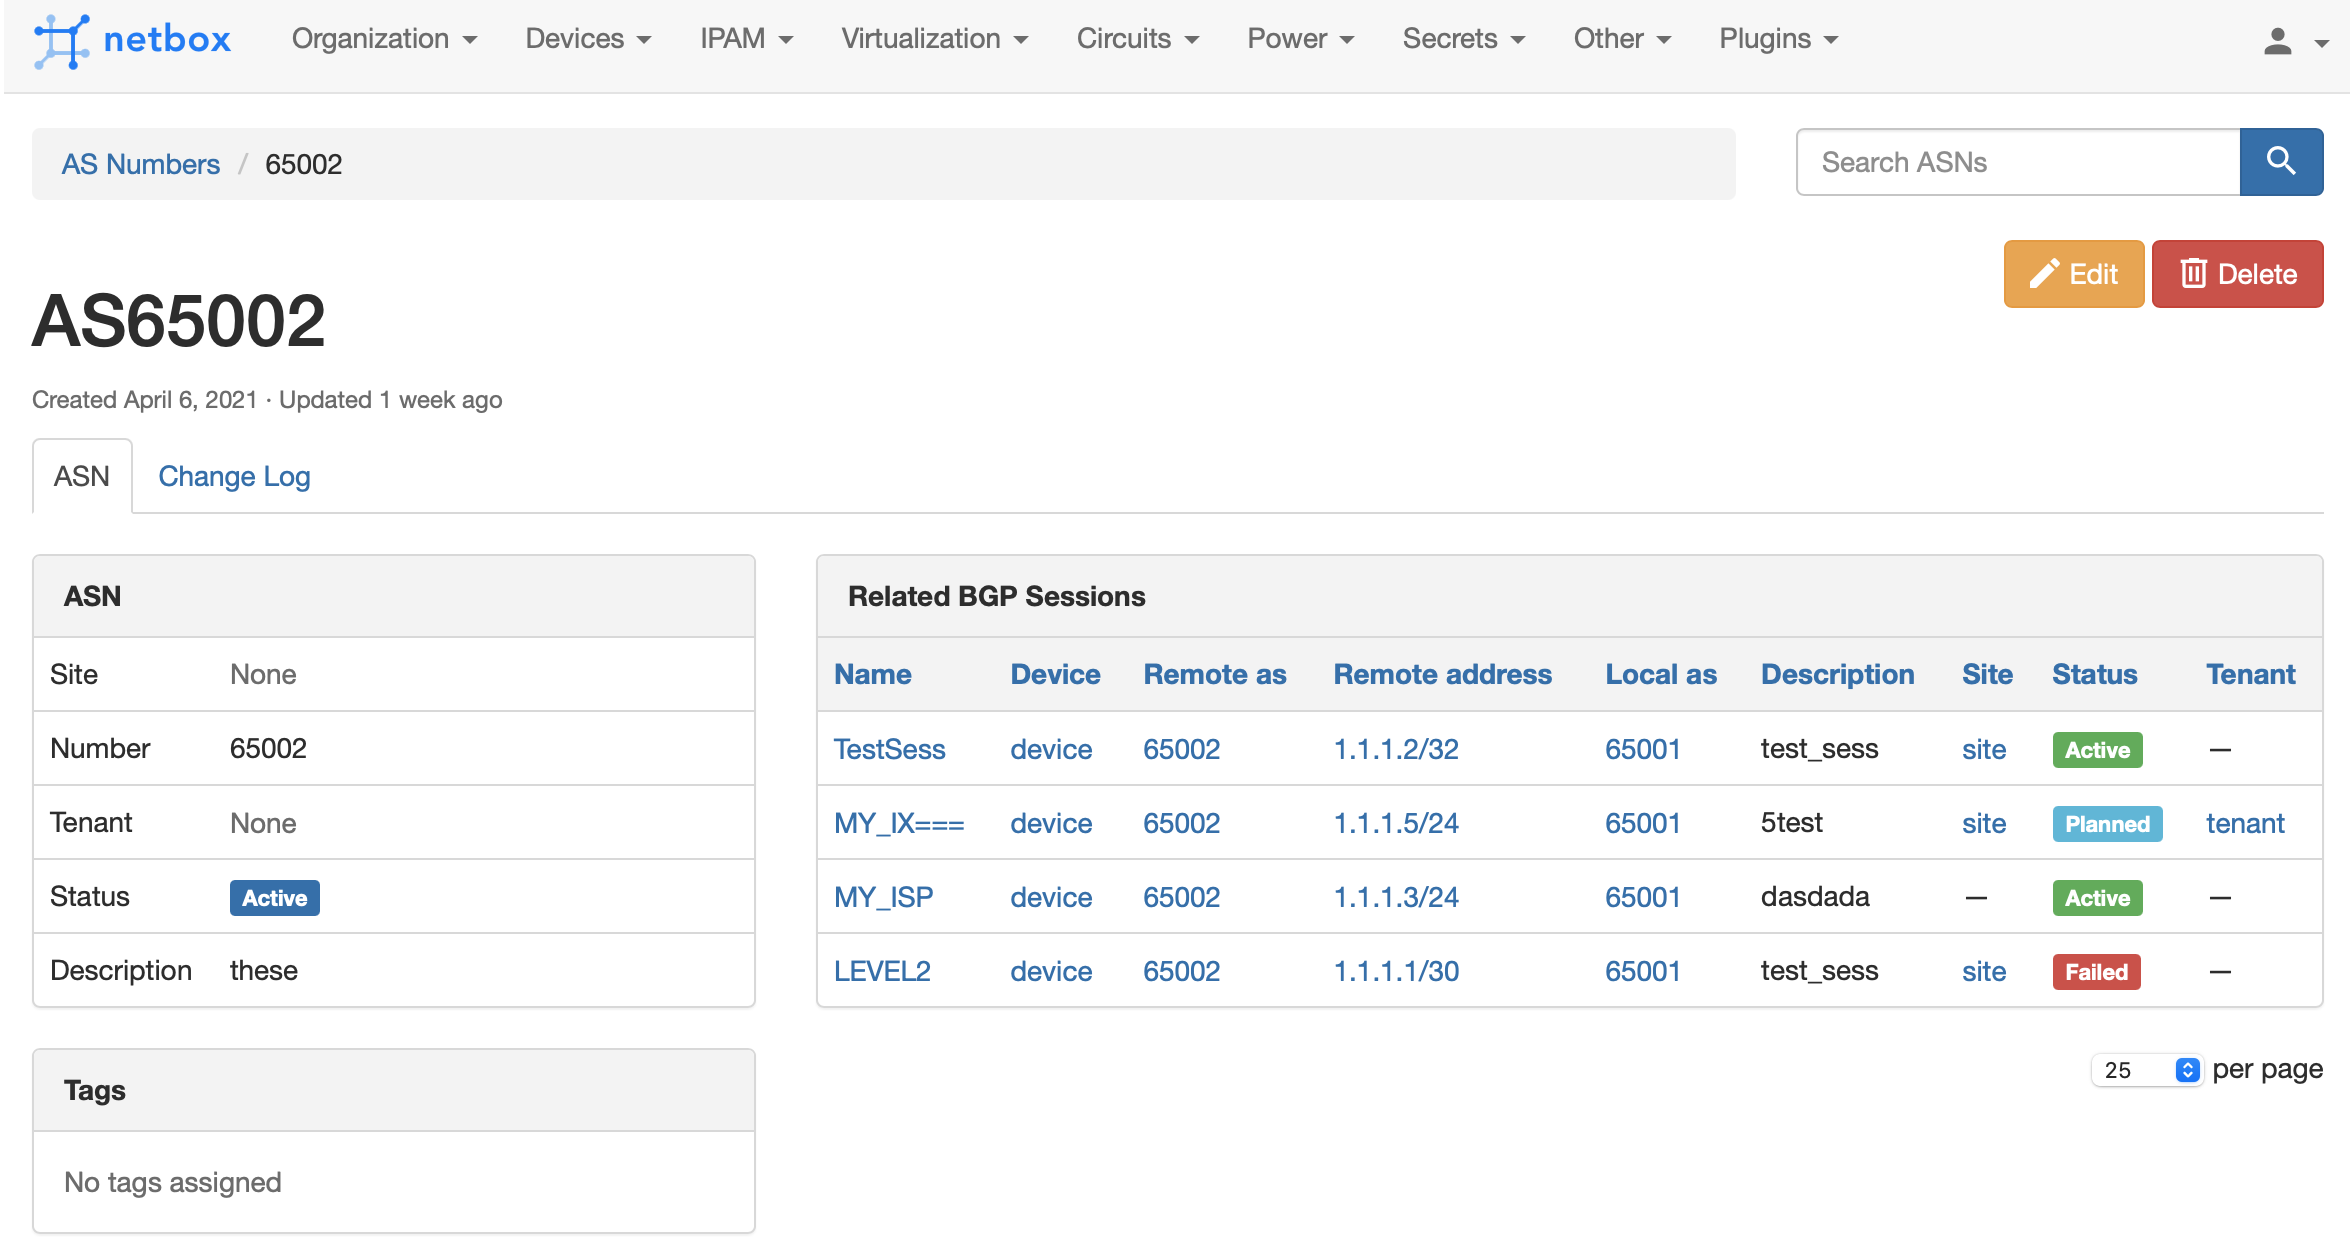 netbox Organization Devices IPAM Virtualization Circuits Power Secrets Other Plugins
AS Numbers / 65002
Search ASNs
Edit Delete
AS65002
Created April 6, 2021 · Updated 1 week ago
ASN Change Log
ASN
Site None
Number 65002
Tenant None
Status Active
Description these
Tags
No tags assigned
Related BGP Sessions
Name Device Remote as Remote address Local as Description Site Status Tenant
TestSess device 65002 1.1.1.2/32 65001 test_sess site Active —
MY_IX=== device 65002 1.1.1.5/24 65001 5test site Planned tenant
MY_ISP device 65002 1.1.1.3/24 65001 dasdada — Active —
LEVEL2 device 65002 1.1.1.1/30 65001 test_sess site Failed —
25 per page